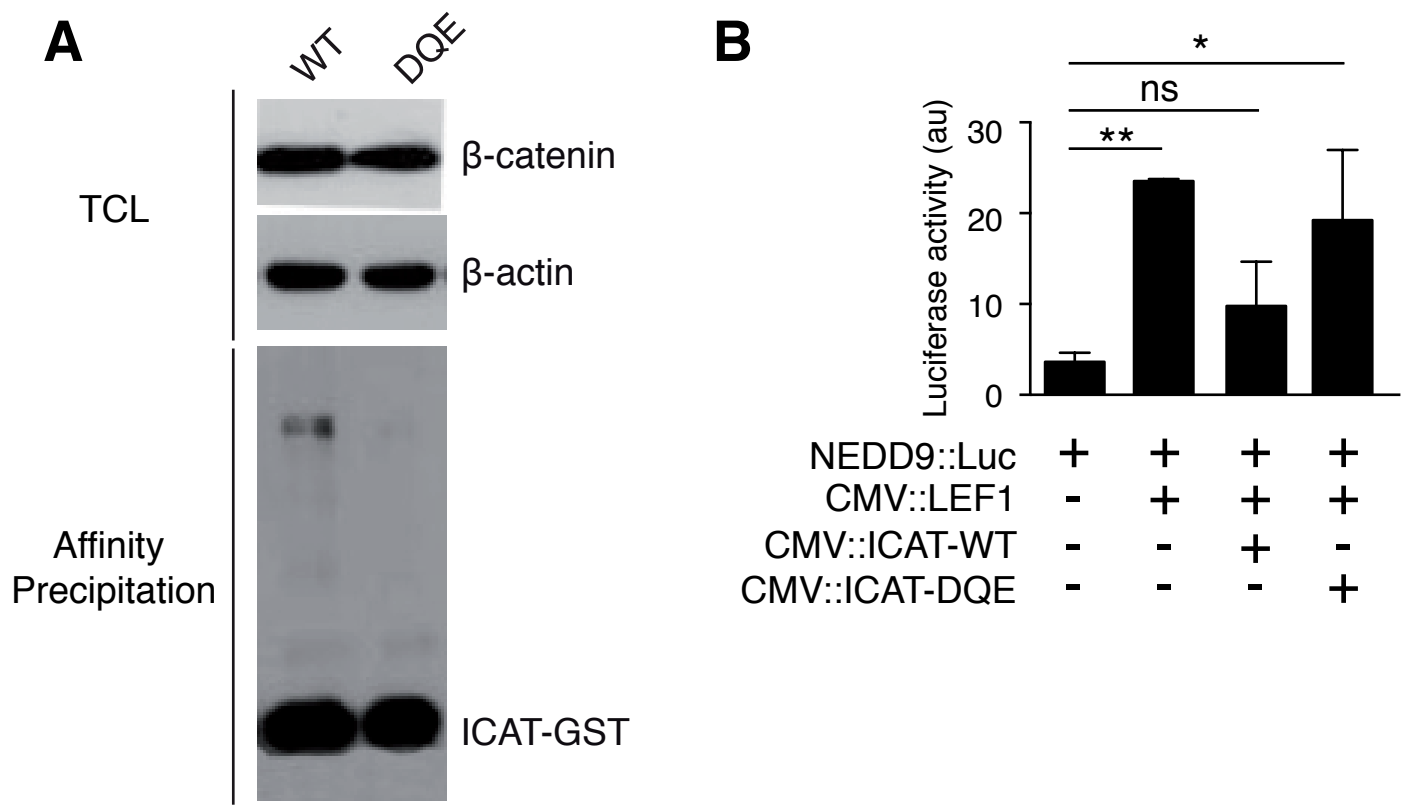 A
WT
DQE
TCL
β-catenin
β-actin
Affinity
Precipitation
ICAT-GST
B
*
ns
**
Luciferase activity (au)
30
20
10
0
NEDD9::Luc + + + +
CMV::LEF1 - + + +
CMV::ICAT-WT - - + -
CMV::ICAT-DQE - - - +